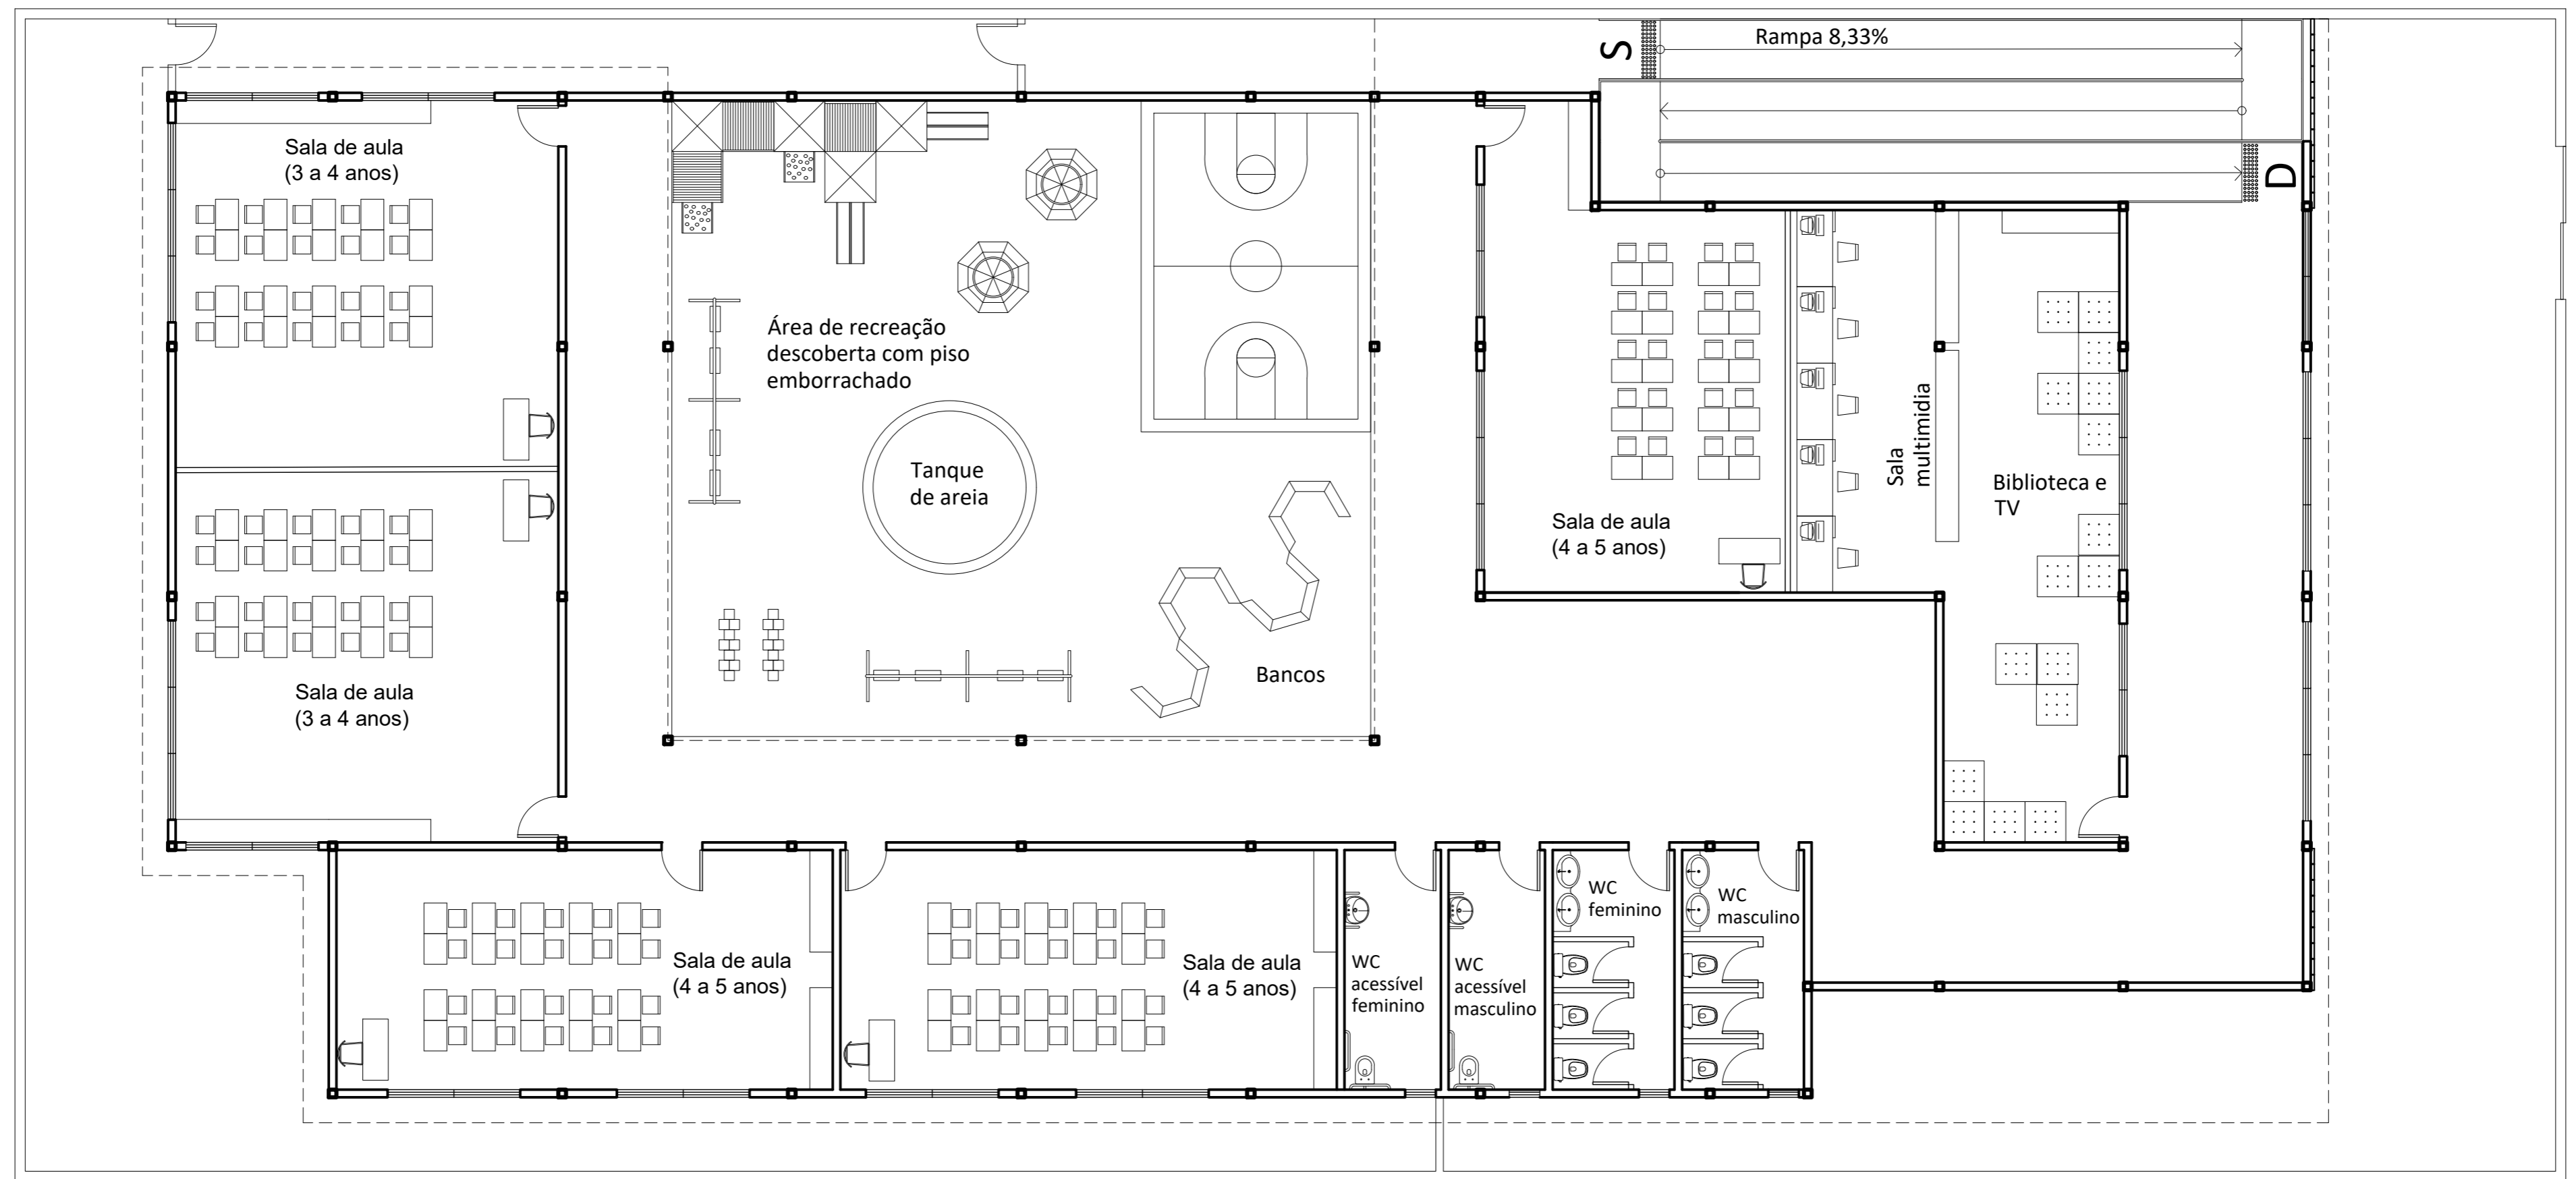 S
Rampa 8,33%
D
Sala de aula
(3 a 4 anos)
Área de recreação
descoberta com piso
emborrachado
Tanque
de areia
Bancos
Sala de aula
(3 a 4 anos)
Sala de aula
(4 a 5 anos)
Sala
multimidia
Biblioteca e
TV
Sala de aula
(4 a 5 anos)
Sala de aula
(4 a 5 anos)
WC
acessível
feminino
WC
acessível
masculino
WC
feminino
WC
masculino